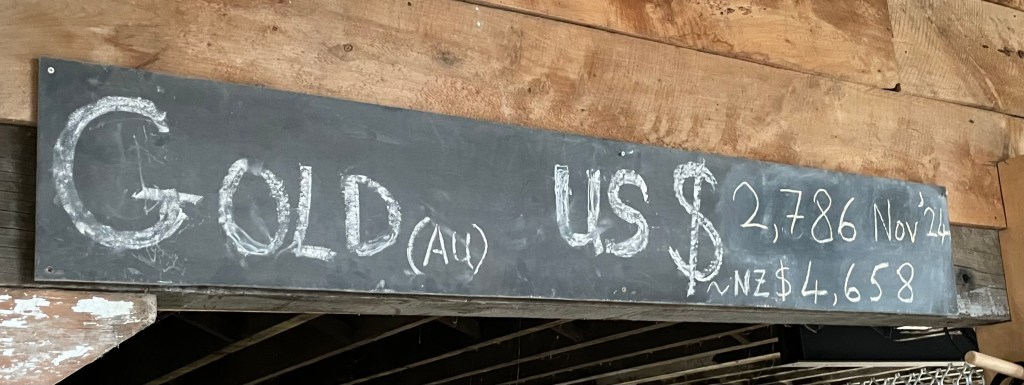 GOLD (Au) US $ 2,786 Nov '24
~NZ$4,658